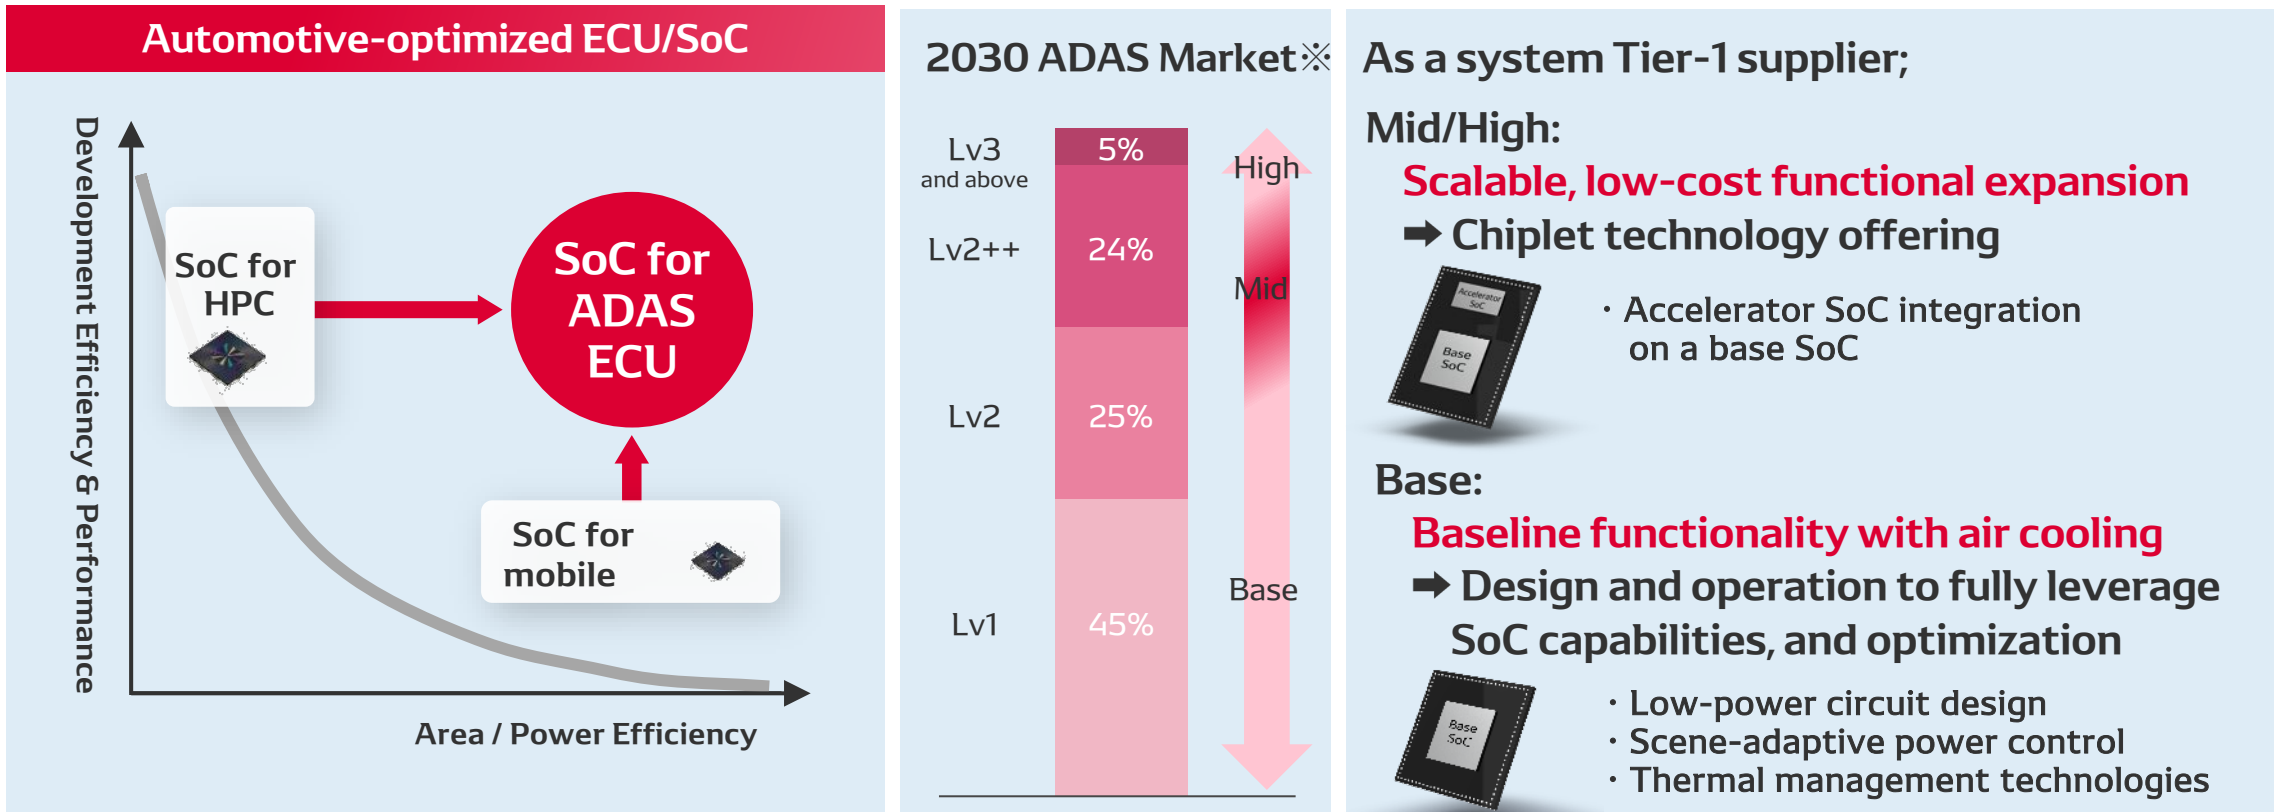 Automotive-optimized ECU/SoC
Development Efficiency & Performance
SoC for
HPC
SoC for
ADAS
ECU
SoC for
mobile
Area / Power Efficiency
2030 ADAS Market※
Lv3
and above
5%
High
Lv2++
24%
Mid
Lv2
25%
Base
Lv1
45%
As a system Tier-1 supplier;
Mid/High:
Scalable, low-cost functional expansion
➡ Chiplet technology offering
Accelerator
SoC
Base
SoC
・Accelerator SoC integration
on a base SoC
Base:
Baseline functionality with air cooling
➡ Design and operation to fully leverage
SoC capabilities, and optimization
Base
SoC
・Low-power circuit design
・Scene-adaptive power control
・Thermal management technologies